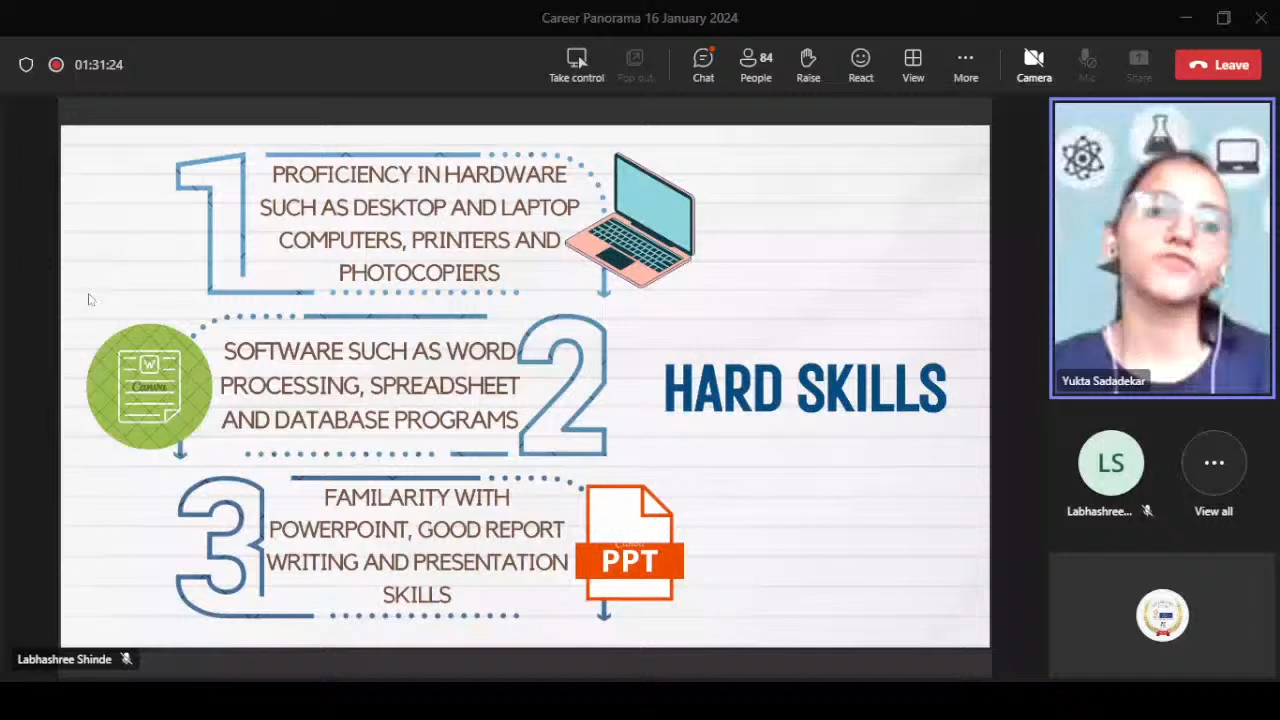 Career Panorama 16 January 2024
01:31:24
Take control
Pop out
Chat
84
People
Raise
React
View
More
Camera
Mic
Share
Leave
1
PROFICIENCY IN HARDWARE
SUCH AS DESKTOP AND LAPTOP
COMPUTERS, PRINTERS AND
PHOTOCOPIERS
W
Canva
SOFTWARE SUCH AS WORD
PROCESSING, SPREADSHEET
AND DATABASE PROGRAMS
2
HARD SKILLS
3
FAMILARITY WITH
POWERPOINT, GOOD REPORT
WRITING AND PRESENTATION
SKILLS
PPT
Yukta Sadadekar
LS
Labhashree...
View all
Labhashree Shinde